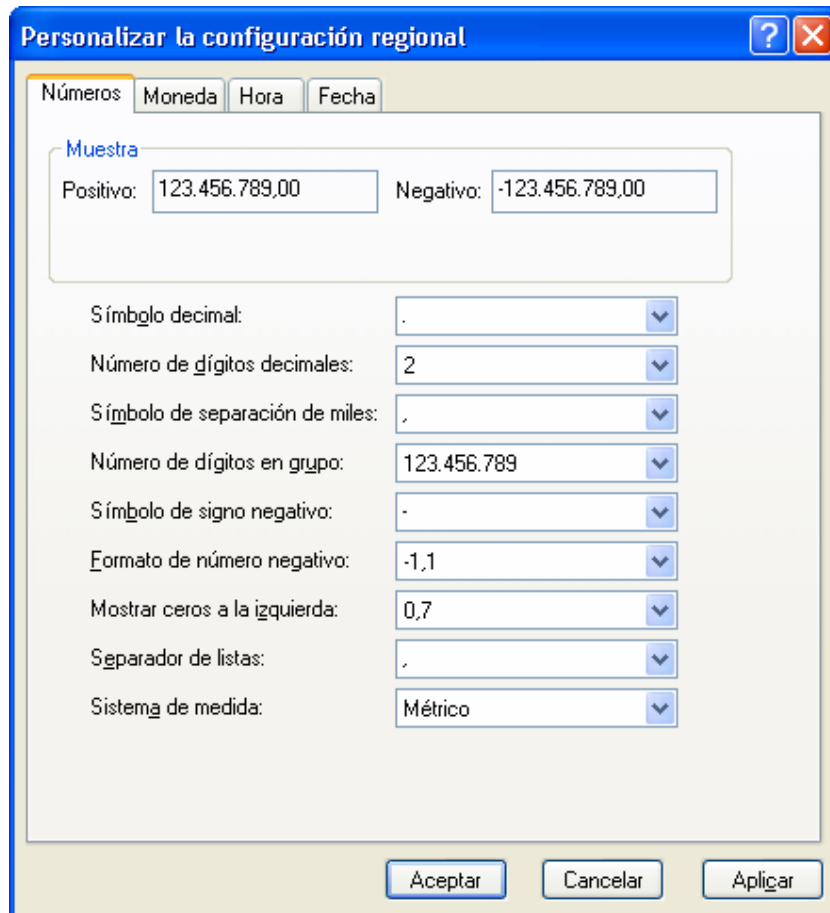 Personalizar la configuración regional
Números Moneda Hora Fecha
Muestra
Positivo: 123.456.789,00 Negativo: -123.456.789,00
Símbolo decimal: .
Número de dígitos decimales: 2
Símbolo de separación de miles: ,
Número de dígitos en grupo: 123.456.789
Símbolo de signo negativo: -
Formato de número negativo: -1,1
Mostrar ceros a la izquierda: 0,7
Separador de listas: ,
Sistema de medida: Métrico
Aceptar Cancelar Aplicar